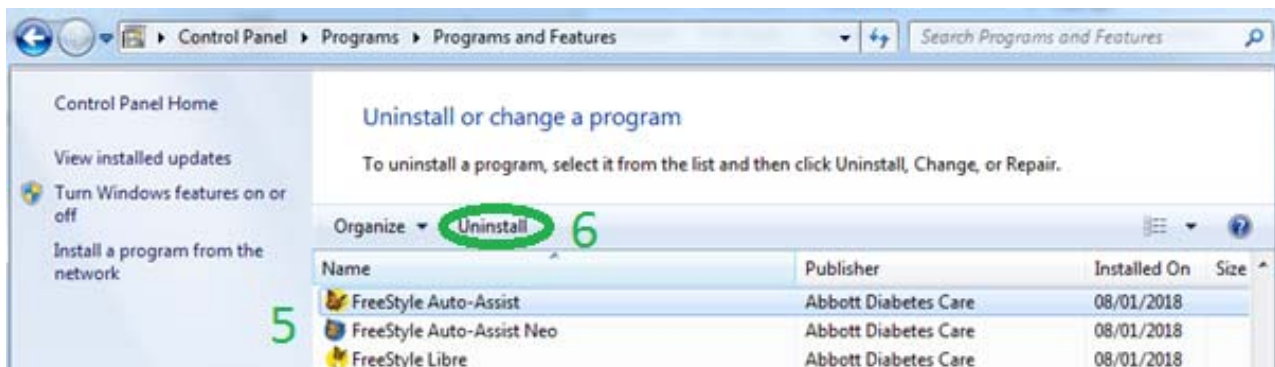 Control Panel Programs Programs and Features Search Programs and Features
Control Panel Home
View installed updates
Turn Windows features on or
off
Install a program from the
network
Uninstall or change a program
To uninstall a program, select it from the list and then click Uninstall, Change, or Repair.
Organize Uninstall 6
Name Publisher Installed On Size
5
FreeStyle Auto-Assist Abbott Diabetes Care 08/01/2018
FreeStyle Auto-Assist Neo Abbott Diabetes Care 08/01/2018
FreeStyle Libre Abbott Diabetes Care 08/01/2018